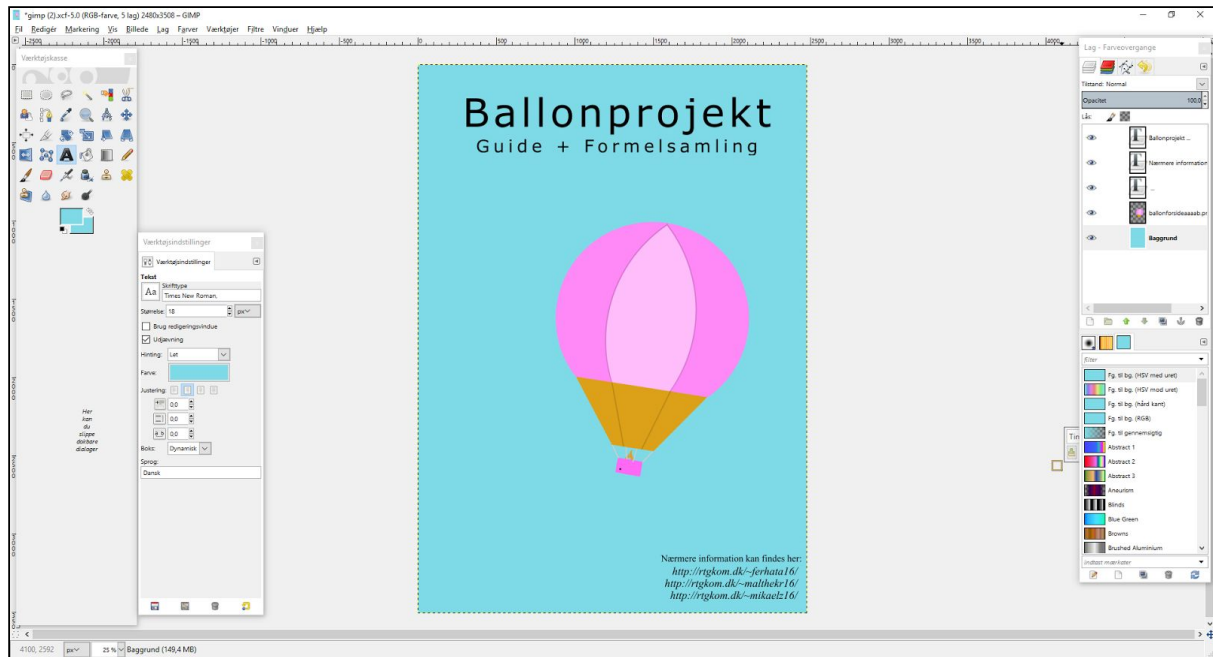 *gimp (2).xcf-5.0 (RGB-farve, 5 lag) 2480x3508 – GIMP
Fil Redigér Markering Vis Billede Lag Farver Værktøjer Filtre Vinduer Hjælp
Værktøjskasse
Her
kan
du
slippe
dokbare
dialoger
Værktøjsindstillinger
Værktøjsindstillinger
Tekst
Aa
Skrifttype
Times New Roman,
Størrelse: 18 px
Brug redigeringsvindue
Udjævning
Hinting: Let
Farve:
Justering:
0,0
0,0
0,0
Boks: Dynamisk
Sprog:
Dansk
Ballonprojekt
Guide + Formelsamling
Nærmere information kan findes her:
http://rtgkom.dk/~ferhata16/
http://rtgkom.dk/~malthekr16/
http://rtgkom.dk/~mikaelz16/
Lag - Farveovergange
Tilstand: Normal
Opacitet 100,0
Lås:
Ballonprojekt ...
Nærmere information
...
ballonforsideaaaab.pr
Baggrund
filter
Fg. til bg. (HSV med uret)
Fg. til bg. (HSV mod uret)
Fg. til bg. (hård kant)
Fg. til bg. (RGB)
Fg. til gennemsigtig
Abstract 1
Abstract 2
Abstract 3
Aneurism
Blinds
Blue Green
Browns
Brushed Aluminium
indtast mærkater
Tin
4100, 2592 px 25 % Baggrund (149,4 MB)